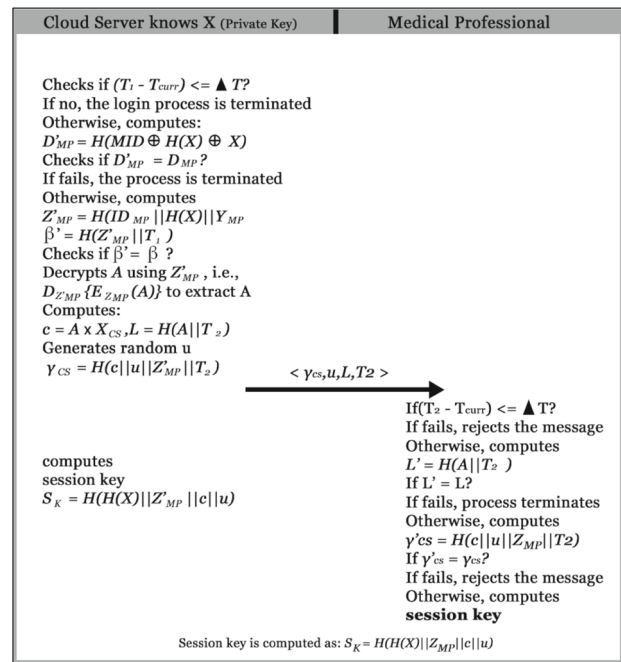 Cloud Server knows X (Private Key)
Medical Professional
Checks if (T₁ - Tcurr) <= ▲ T?
If no, the login process is terminated
Otherwise, computes:
D'MP = H(MID ⊕ H(X) ⊕ X)
Checks if D'MP = DMP ?
If fails, the process is terminated
Otherwise, computes
Z'MP = H(ID MP ||H(X)||YMP
β' = H(Z'MP ||T₁ )
Checks if β' = β ?
Decrypts A using Z'MP , i.e.,
DZ'MP {E ZMP (A)} to extract A
Computes:
c = A x XCS ,L = H(A||T ₂)
Generates random u
γ CS = H(c||u||Z'MP ||T₂)
< γcs,u,L,T2 >
If(T₂ - Tcurr) <= ▲ T?
If fails, rejects the message
Otherwise, computes
L' = H(A||T₂ )
If L' = L?
If fails, process terminates
Otherwise, computes
γ'cs = H(c||u||ZMP||T2)
If γ'cs = γcs?
If fails, rejects the message
Otherwise, computes
session key
computes
session key
SK = H(H(X)||Z'MP ||c||u)
Session key is computed as: SK = H(H(X)||ZMP||c||u)